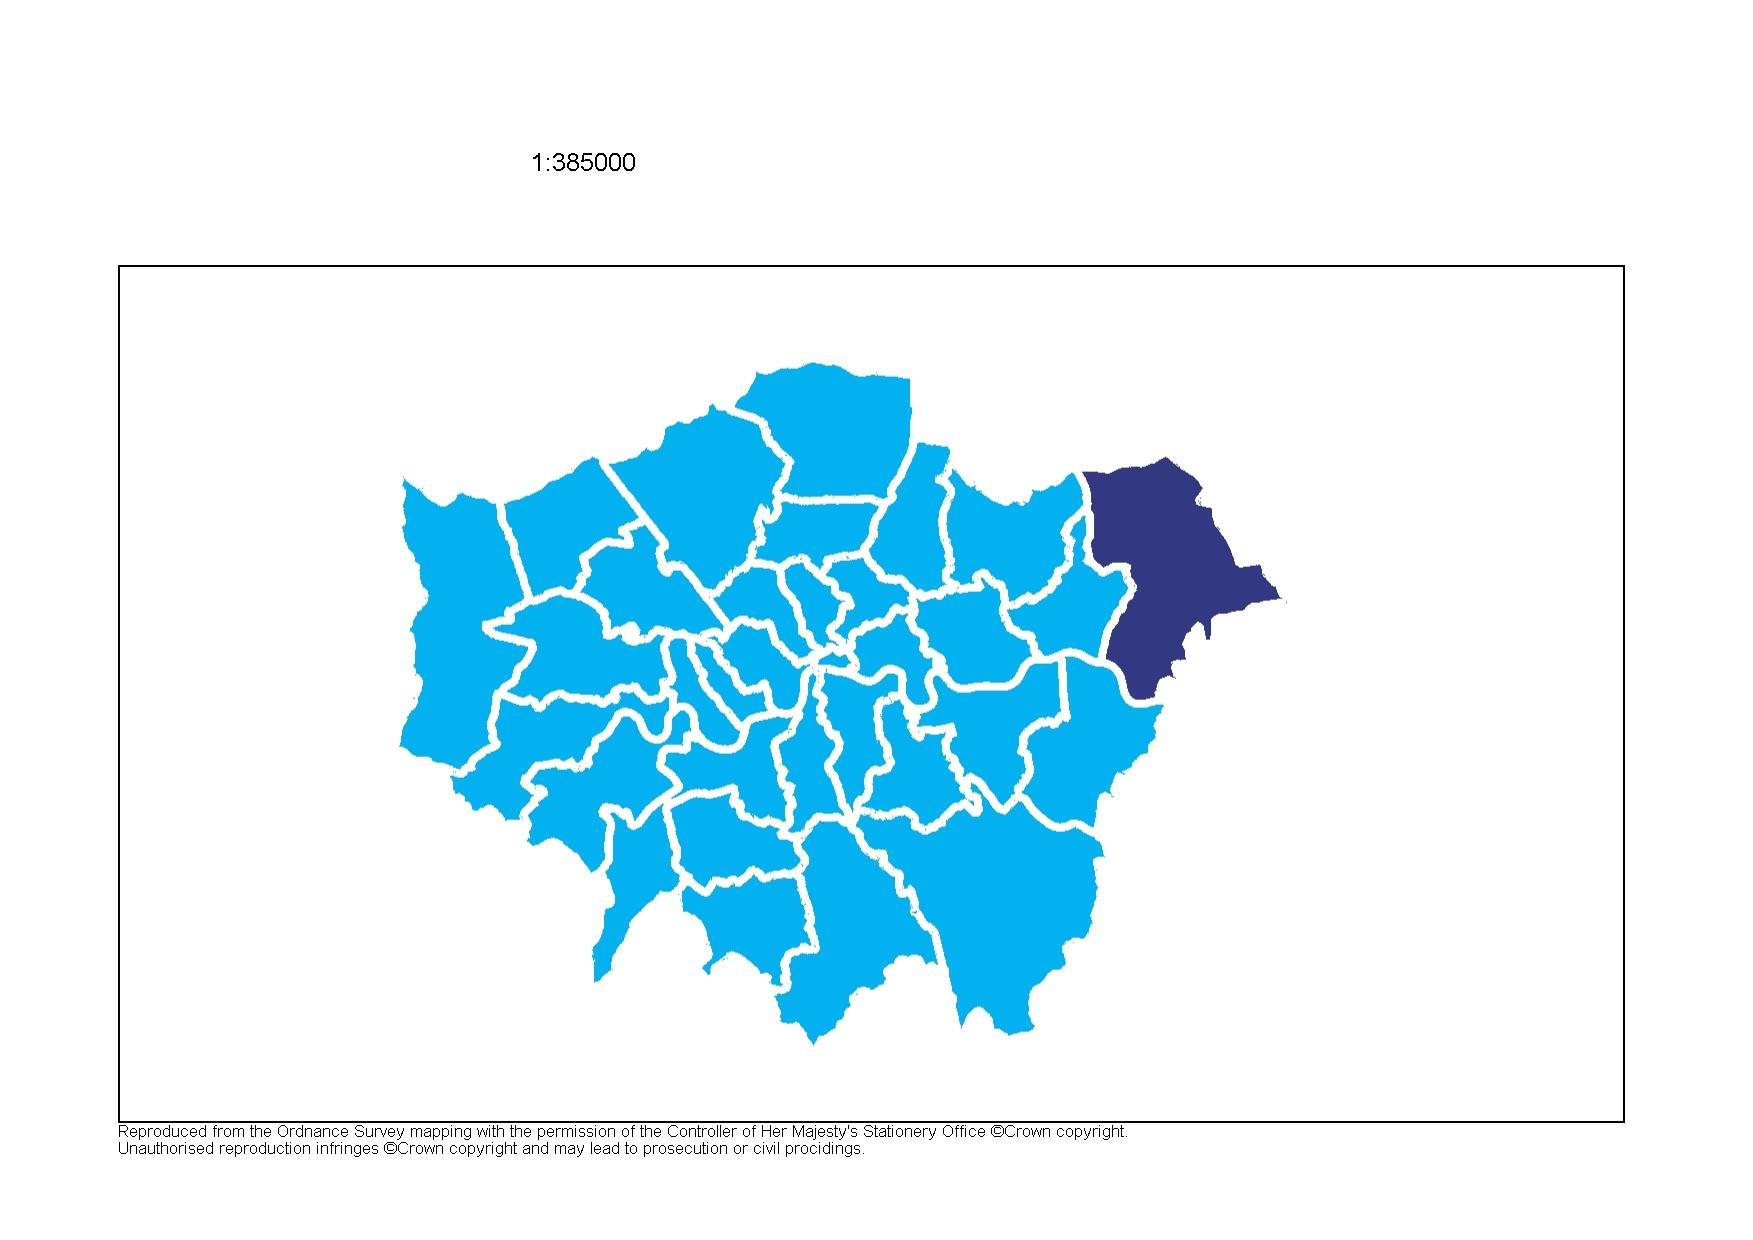 1:385000
Reproduced from the Ordnance Survey mapping with the permission of the Controller of Her Majesty's Stationery Office ©Crown copyright.
Unauthorised reproduction infringes ©Crown copyright and may lead to prosecution or civil procidings.